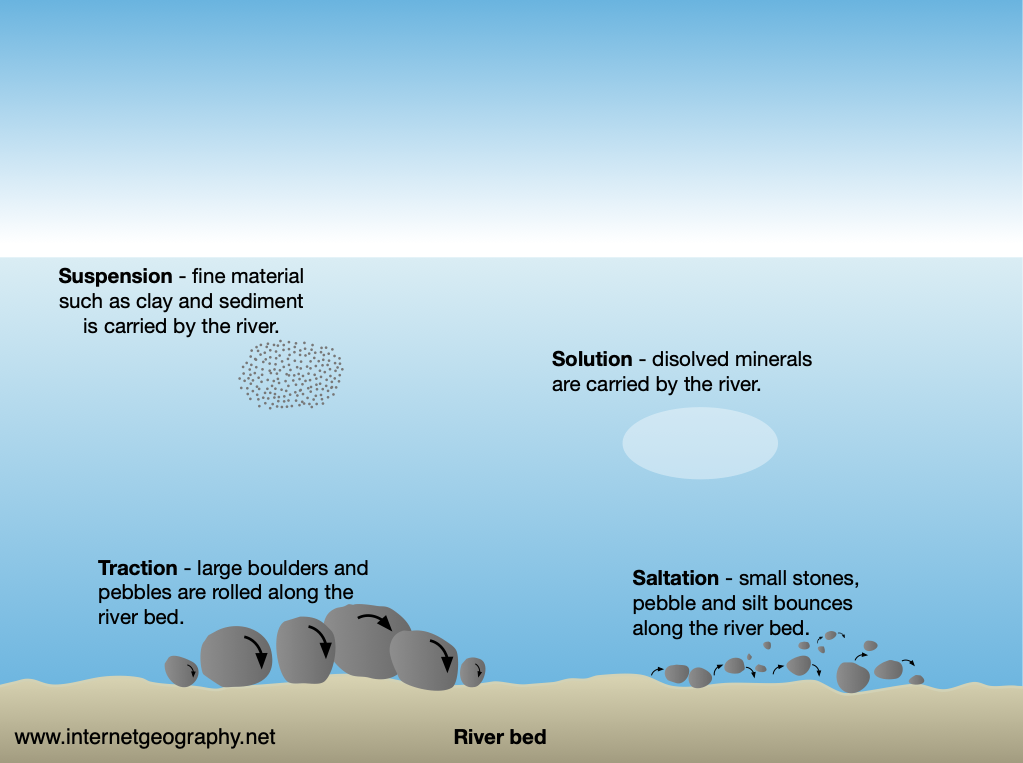 Suspension - fine material
such as clay and sediment
is carried by the river.
Solution - disolved minerals
are carried by the river.
Traction - large boulders and
pebbles are rolled along the
river bed.
Saltation - small stones,
pebble and silt bounces
along the river bed.
www.internetgeography.net
River bed